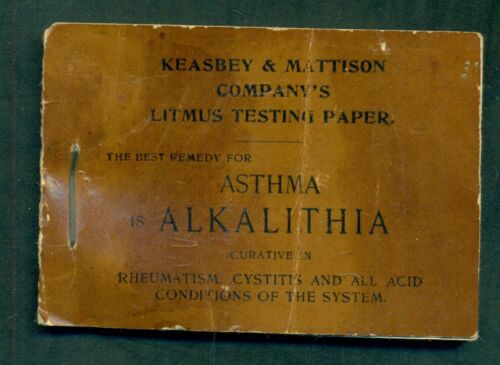 KEASBEY & MATTISON
COMPANY'S
LITMUS TESTING PAPER.
THE BEST REMEDY FOR
ASTHMA
IS ALKALITHIA
CURATIVE IN
RHEUMATISM, CYSTITIS AND ALL ACID
CONDITIONS OF THE SYSTEM.